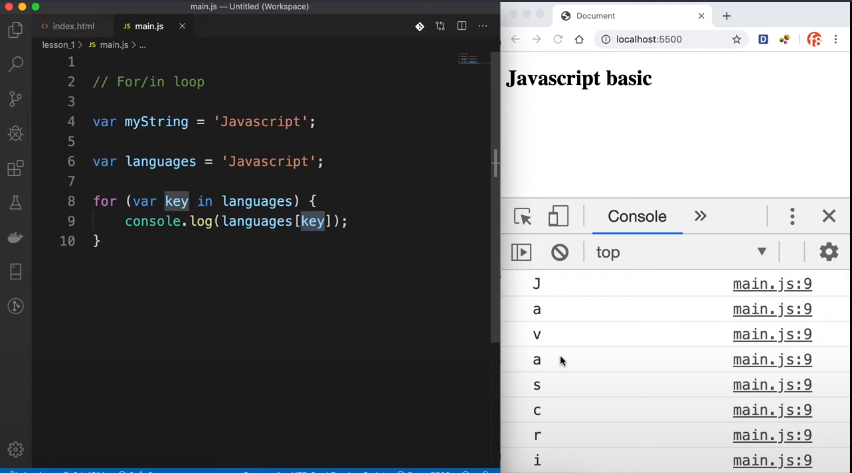 main.js — Untitled (Workspace)
index.html
JS main.js
lesson_1 > JS main.js > ...
1
2 // For/in loop
3
4 var myString = 'Javascript';
5
6 var languages = 'Javascript';
7
8 for (var key in languages) {
9 console.log(languages[key]);
10 }
Document
localhost:5500
Javascript basic
Console
top
J main.js:9
a main.js:9
v main.js:9
a main.js:9
s main.js:9
c main.js:9
r main.js:9
i main.js:9